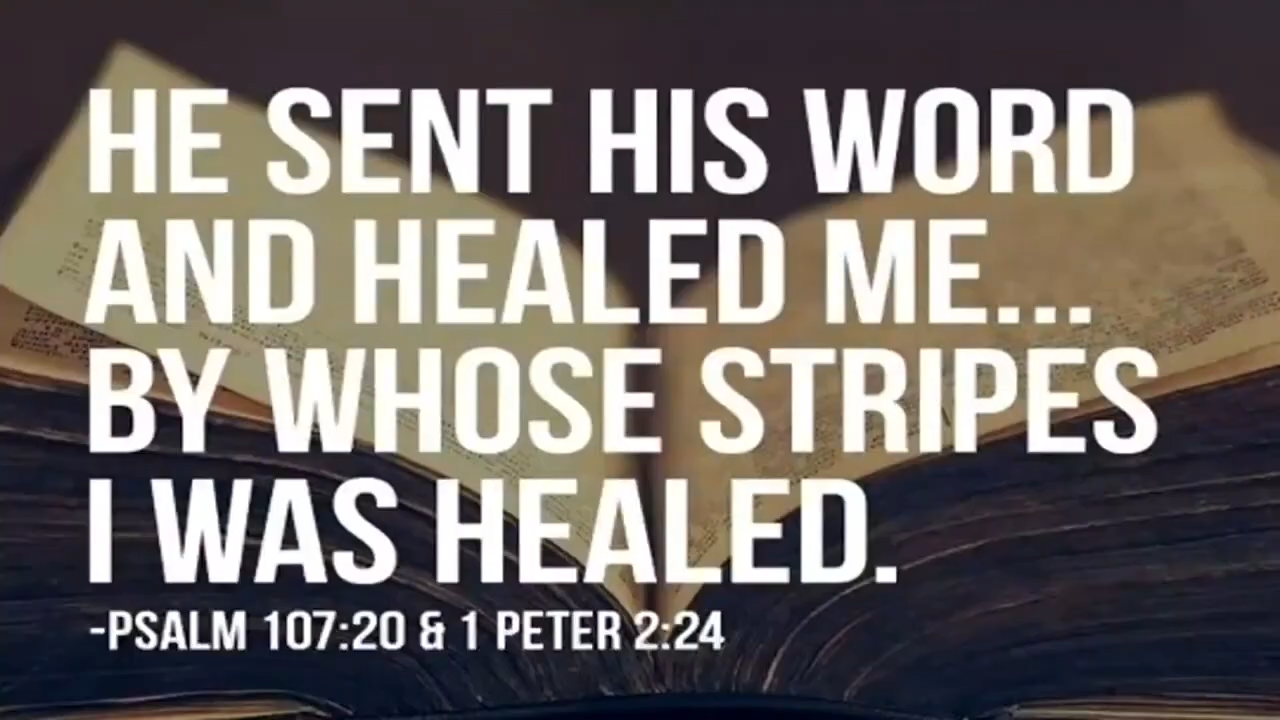 HE SENT HIS WORD
AND HEALED ME...
BY WHOSE STRIPES
I WAS HEALED.
-PSALM 107:20 & 1 PETER 2:24